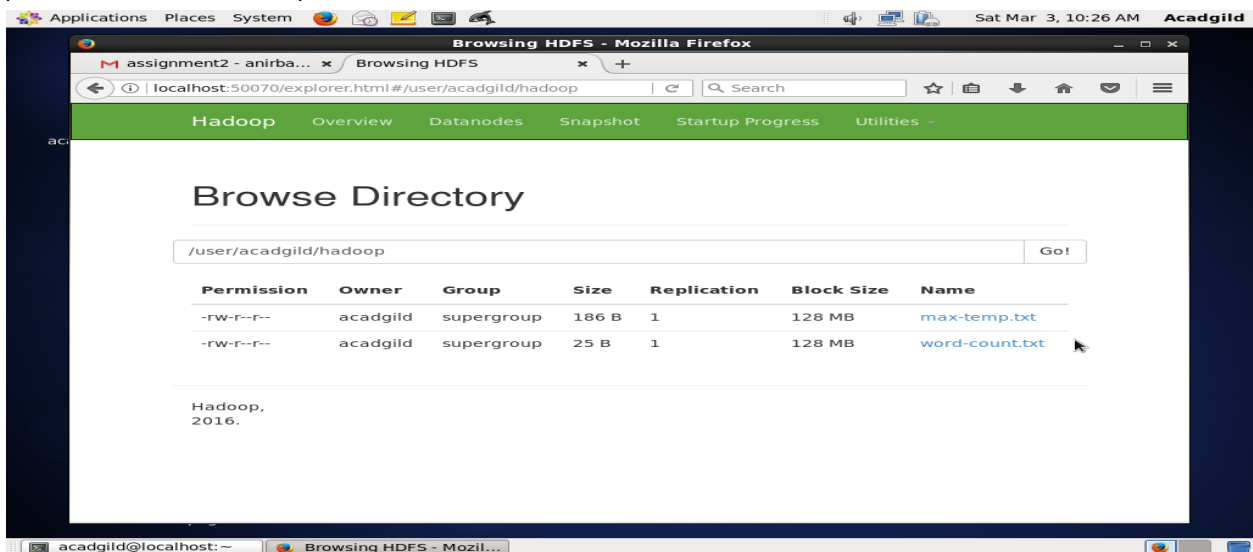 Applications Places System Sat Mar 3, 10:26 AM Acadgild
Browsing HDFS - Mozilla Firefox
assignment2 - anirba... Browsing HDFS
localhost:50070/explorer.html#/user/acadgild/hadoop Search
Hadoop Overview Datanodes Snapshot Startup Progress Utilities
Browse Directory
/user/acadgild/hadoop Go!
Permission Owner Group Size Replication Block Size Name
-rw-r--r-- acadgild supergroup 186 B 1 128 MB max-temp.txt
-rw-r--r-- acadgild supergroup 25 B 1 128 MB word-count.txt
Hadoop,
2016.
acadgild@localhost:~ Browsing HDFS - Mozil...